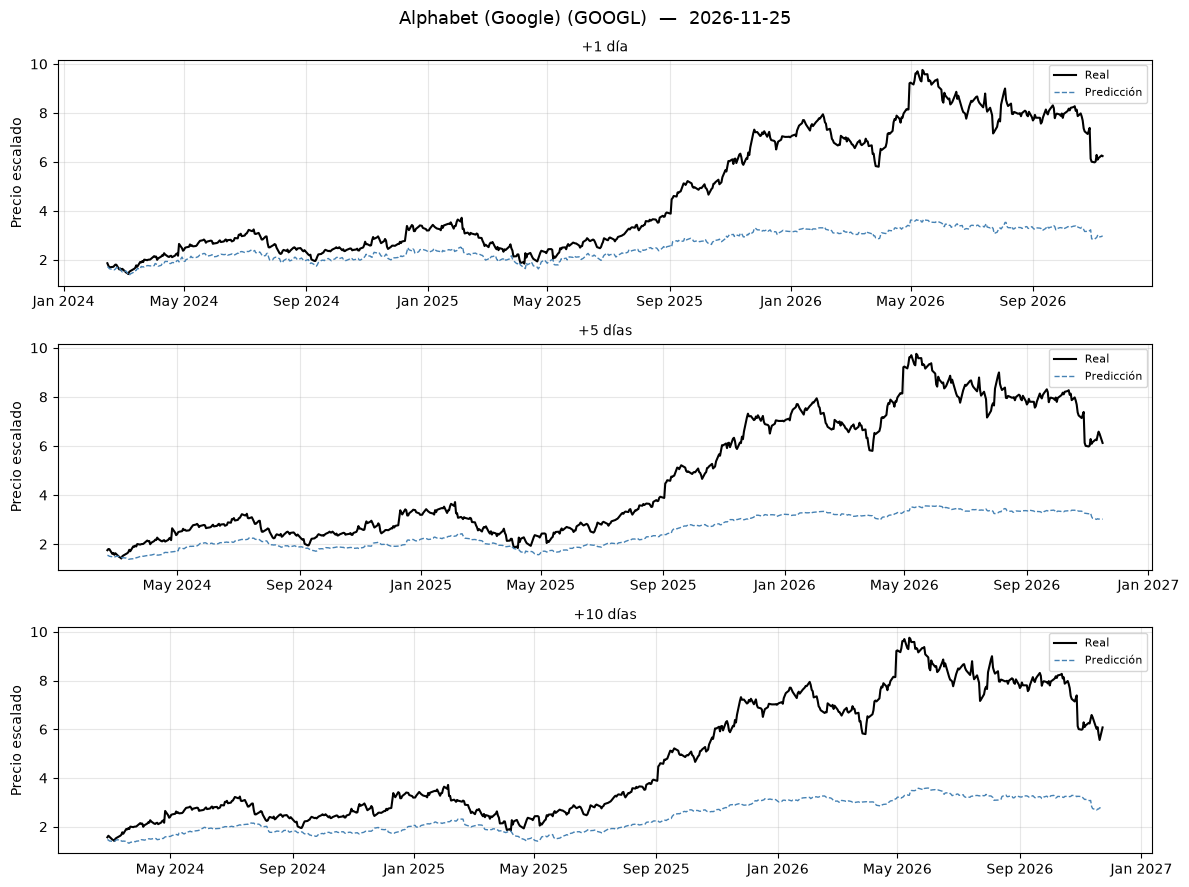 Alphabet (Google) (GOOGL) — 2026-11-25
+1 día
Precio escalado
10
8
6
4
2
Real
Predicción
Jan 2024 May 2024 Sep 2024 Jan 2025 May 2025 Sep 2025 Jan 2026 May 2026 Sep 2026
+5 días
Precio escalado
10
8
6
4
2
Real
Predicción
May 2024 Sep 2024 Jan 2025 May 2025 Sep 2025 Jan 2026 May 2026 Sep 2026 Jan 2027
+10 días
Precio escalado
10
8
6
4
2
Real
Predicción
May 2024 Sep 2024 Jan 2025 May 2025 Sep 2025 Jan 2026 May 2026 Sep 2026 Jan 2027